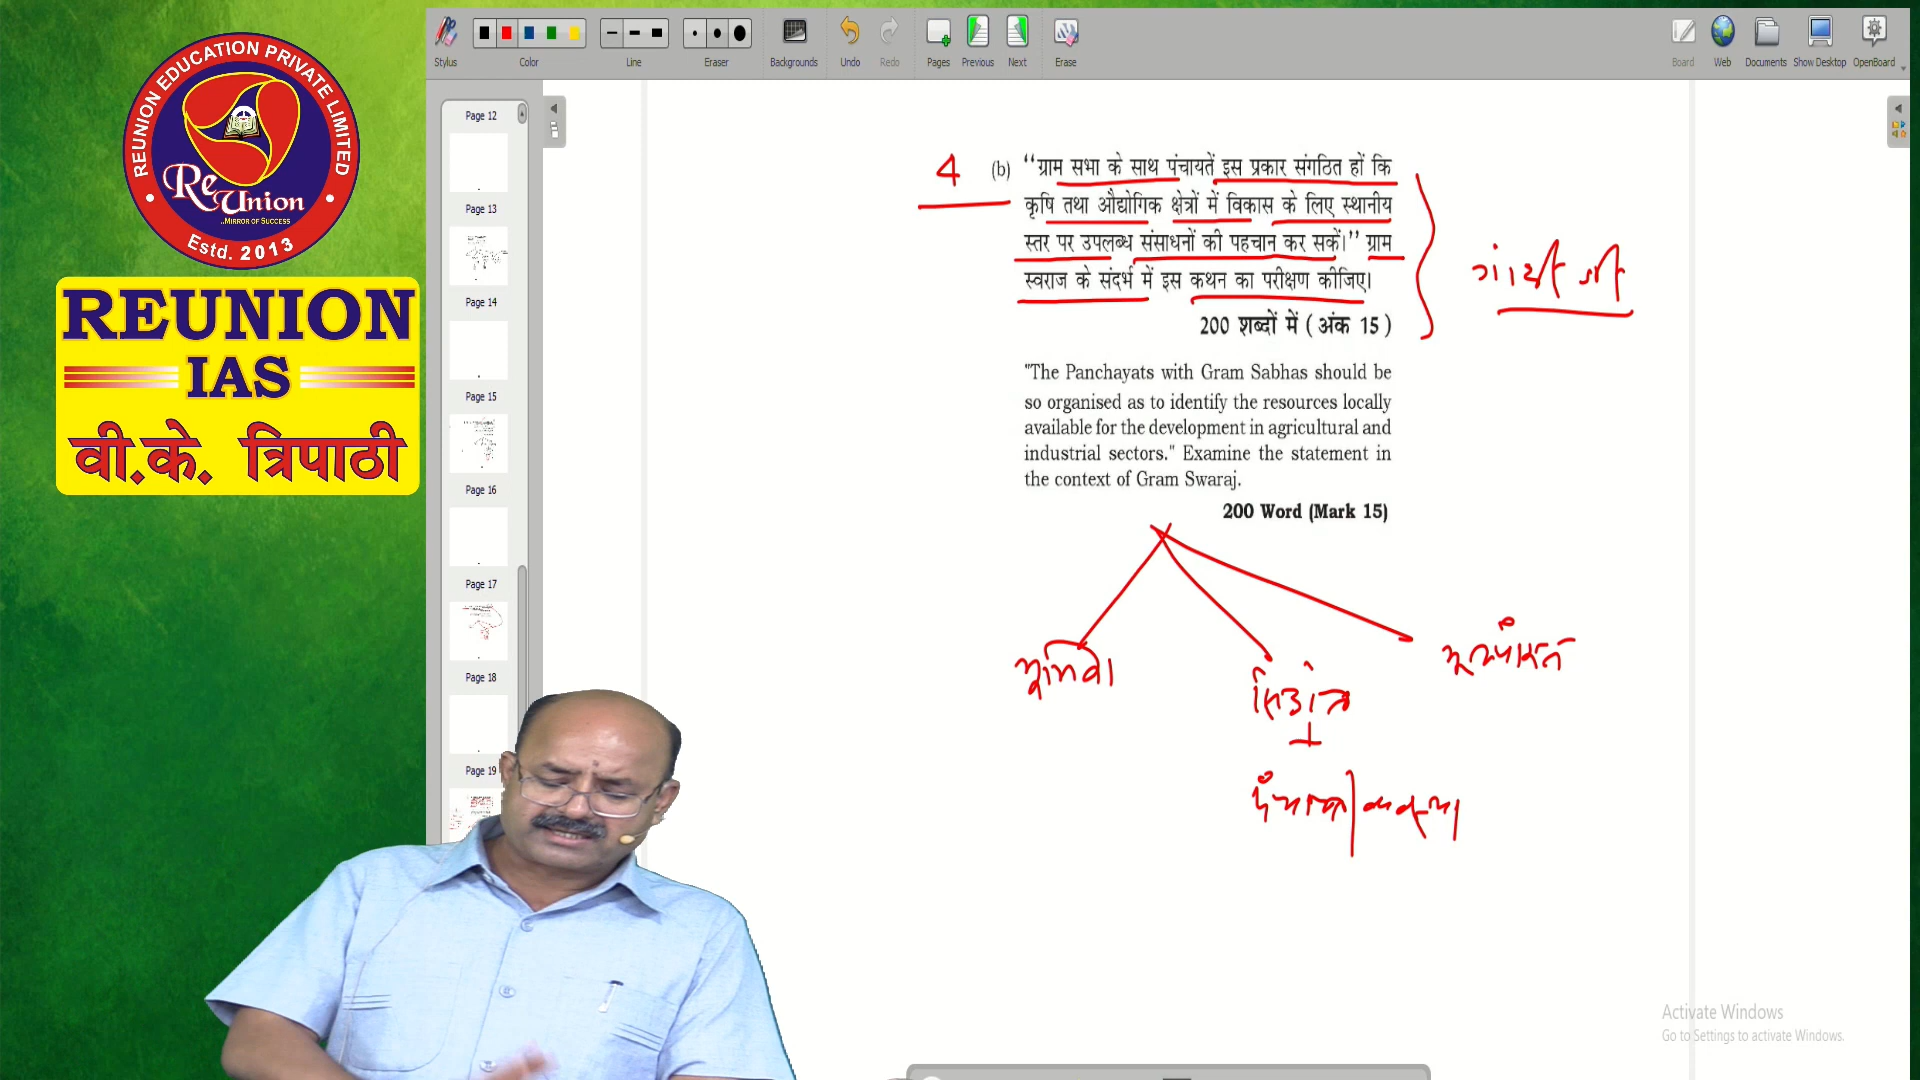 REUNION EDUCATION PRIVATE LIMITED
ReUnion
..MIRROR OF SUCCESS
Estd. 2013
REUNION
IAS
वी.के. त्रिपाठी
Stylus
Color
Line
Eraser
Backgrounds
Undo
Redo
Pages
Previous
Next
Erase
Board
Web
Documents
Show Desktop
OpenBoard
Page 12
Page 13
Page 14
Page 15
Page 16
Page 17
Page 18
Page 19
4 (b) “ग्राम सभा के साथ पंचायतें इस प्रकार संगठित हों कि
कृषि तथा औद्योगिक क्षेत्रों में विकास के लिए स्थानीय
स्तर पर उपलब्ध संसाधनों की पहचान कर सकें।” ग्राम
स्वराज के संदर्भ में इस कथन का परीक्षण कीजिए।
200 शब्दों में ( अंक 15 )
गांधी जी
"The Panchayats with Gram Sabhas should be
so organised as to identify the resources locally
available for the development in agricultural and
industrial sectors." Examine the statement in
the context of Gram Swaraj.
200 Word (Mark 15)
भूमिका
मूल्यांकन
Activate Windows
Go to Settings to activate Windows.